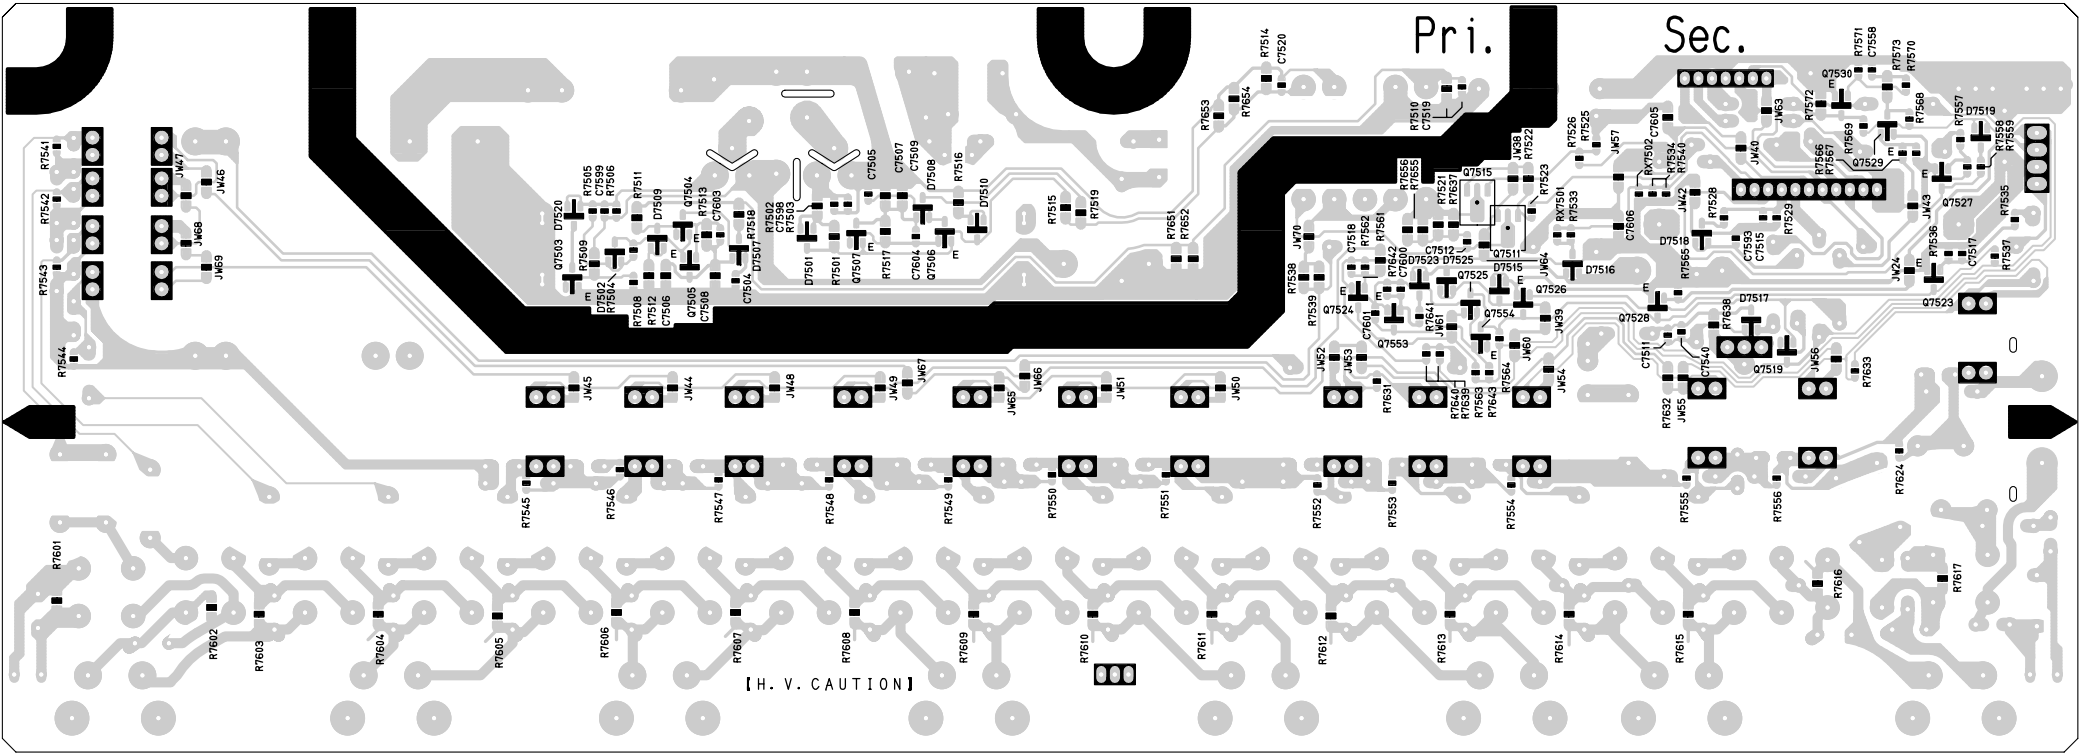 Pri.
Sec.
R7514
C7520
R7653
R7654
R7510
C7519
R7571
C7558
R7573
R7570
Q7530
E
R7572
R7568
D7519
R7557
R7558
R7559
R7569
Q7529
E
R7566
R7567
JW63
JW40
C7605
R7526
R7525
JW57
RX7502
R7534
R7540
JW38
R7522
R7541
JW47
JW46
R7542
JW68
JW69
R7543
R7544
R7505
C7599
R7506
R7511
D7509
Q7504
R7513
C7603
R7518
D7520
Q7503
R7509
D7502
R7504
E
R7508
R7512
C7506
Q7505
C7508
C7504
D7507
E
R7502
C7598
R7503
D7501
R7501
Q7507
E
R7517
C7604
Q7506
E
C7505
C7507
C7509
D7508
R7516
D7510
R7515
R7519
R7651
R7652
JW70
R7538
R7539
C7518
R7562
R7561
R7656
R7655
R7521
R7637
Q7515
R7523
RX7501
R7533
C7512
Q7511
R7642
C7600
D7523
D7525
Q7525
D7515
E
Q7526
JW64
D7516
E
Q7524
C7601
Q7553
R7641
JW61
Q7554
E
JW60
JW39
JW52
JW53
R7631
R7640
R7639
R7563
R7643
R7564
JW54
C7606
JW42
R7528
D7518
R7565
C7593
C7515
R7529
E
Q7527
JW43
R7535
R7536
E
C7517
R7537
JW24
Q7523
E
Q7528
R7638
D7517
C7511
C7540
Q7519
JW56
R7633
R7632
JW55
JW45
JW44
JW48
JW49
JW67
JW65
JW66
JW51
JW50
R7545
R7546
R7547
R7548
R7549
R7550
R7551
R7552
R7553
R7554
R7555
R7556
R7624
R7601
R7602
R7603
R7604
R7605
R7606
R7607
R7608
R7609
R7610
R7611
R7612
R7613
R7614
R7615
R7616
R7617
[H. V. CAUTION]